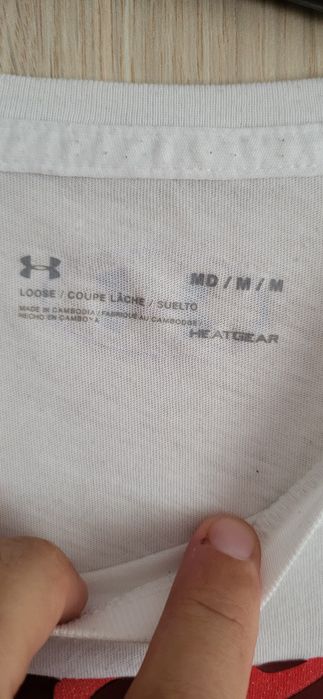 MD / M / M
LOOSE / COUPE LÂCHE / SUELTO
MADE IN CAMBODIA / FABRIQUÉ AU CAMBODGE
HECHO EN CAMBOYA
HEATGEAR